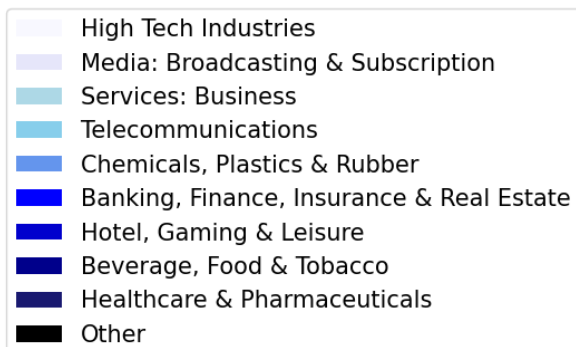 High Tech Industries
Media: Broadcasting & Subscription
Services: Business
Telecommunications
Chemicals, Plastics & Rubber
Banking, Finance, Insurance & Real Estate
Hotel, Gaming & Leisure
Beverage, Food & Tobacco
Healthcare & Pharmaceuticals
Other